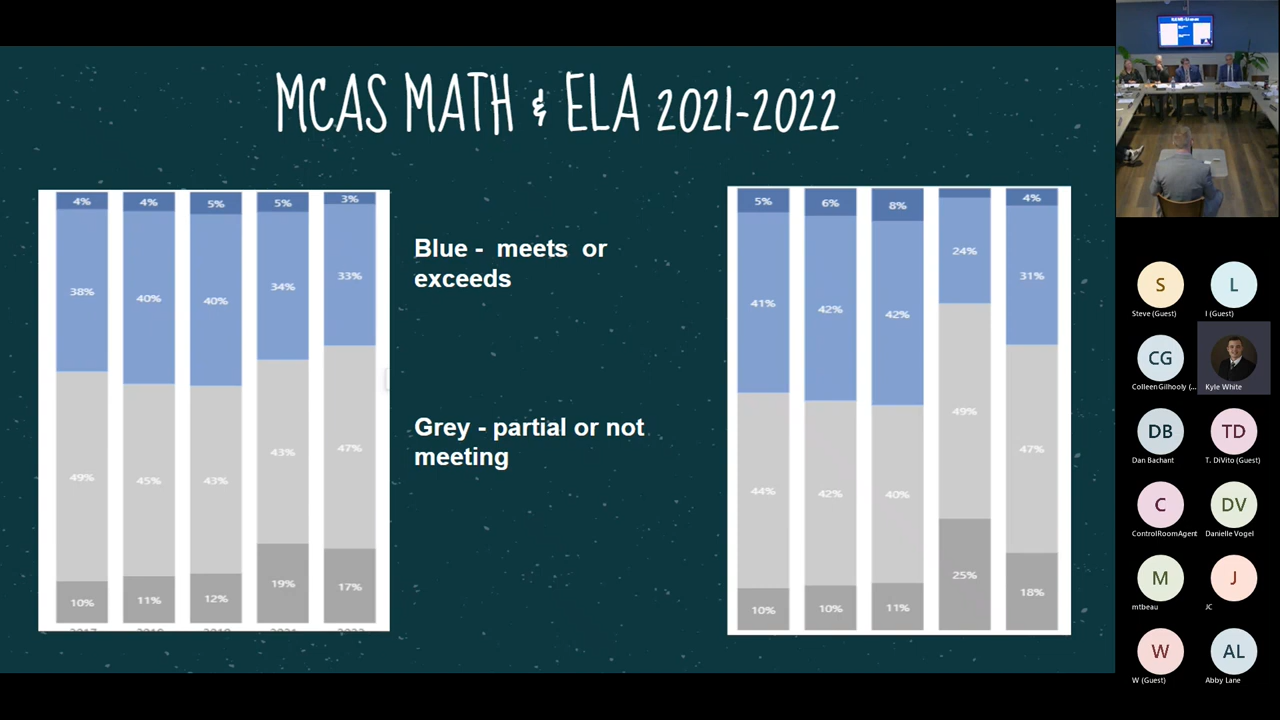 MCAS MATH & ELA 2021-2022
4%
4%
5%
5%
3%
38%
40%
40%
34%
33%
49%
45%
43%
43%
47%
10%
11%
12%
19%
17%
Blue - meets or
exceeds
Grey - partial or not
meeting
5%
6%
8%
4%
41%
42%
42%
24%
31%
44%
42%
40%
49%
47%
10%
10%
11%
25%
18%
S
Steve (Guest)
L
I (Guest)
CG
Colleen Gilhooly (...
Kyle White
DB
Dan Bachant
TD
T. DiVito (Guest)
C
ControlRoomAgent
DV
Danielle Vogel
M
mtbeau
J
JC
W
W (Guest)
AL
Abby Lane